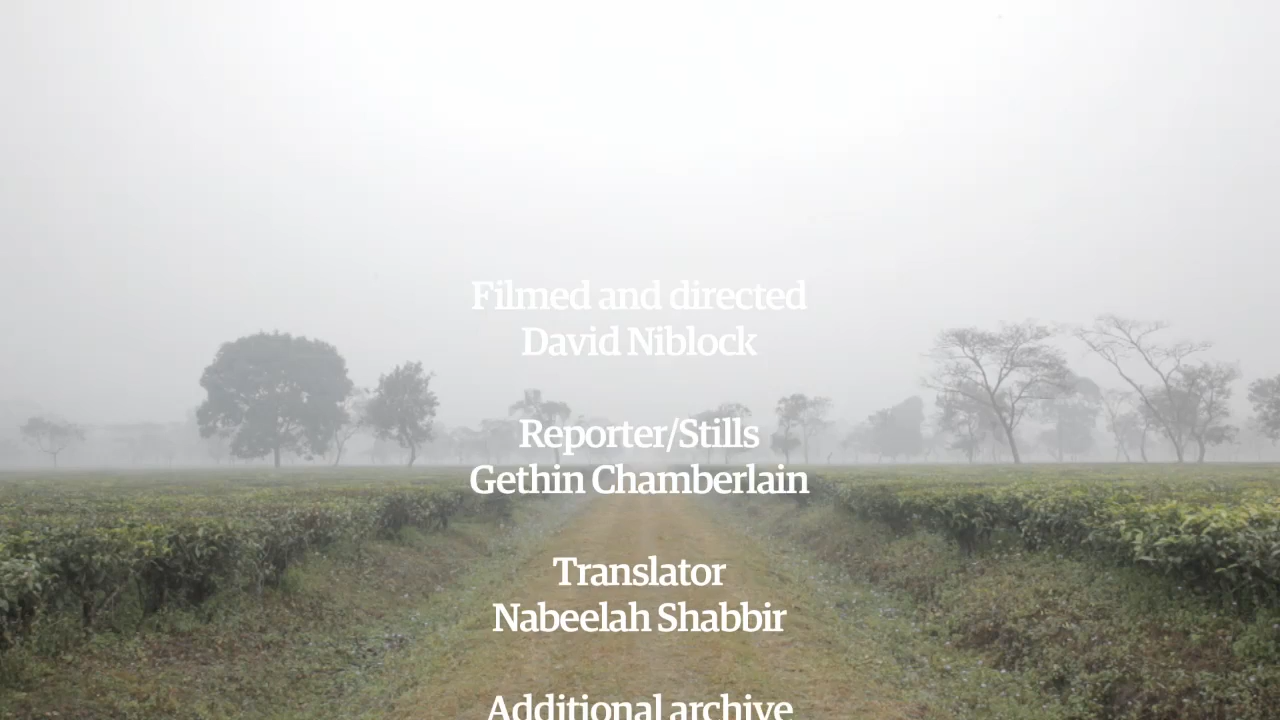 Filmed and directed
David Niblock
Reporter/Stills
Gethin Chamberlain
Translator
Nabeelah Shabbir
Additional archive